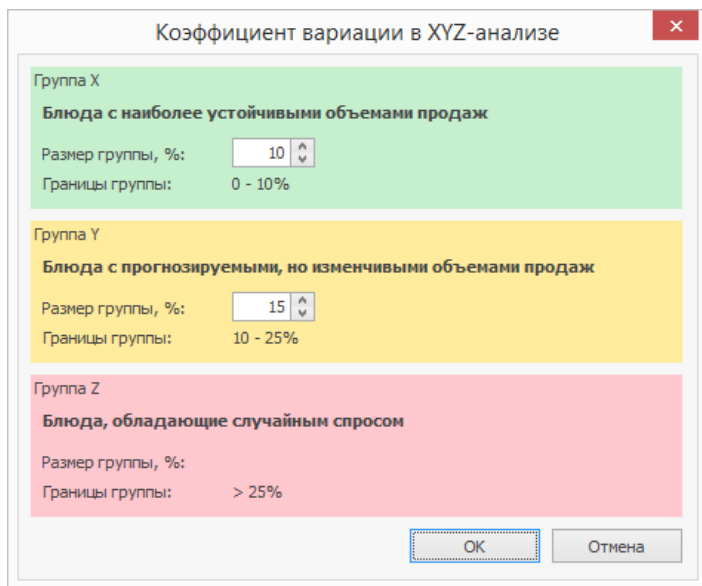 Коэффициент вариации в XYZ-анализе
Группа X
Блюда с наиболее устойчивыми объемами продаж
Размер группы, %: 10
Границы группы: 0 - 10%
Группа Y
Блюда с прогнозируемыми, но изменчивыми объемами продаж
Размер группы, %: 15
Границы группы: 10 - 25%
Группа Z
Блюда, обладающие случайным спросом
Размер группы, %:
Границы группы: > 25%
OK Отмена